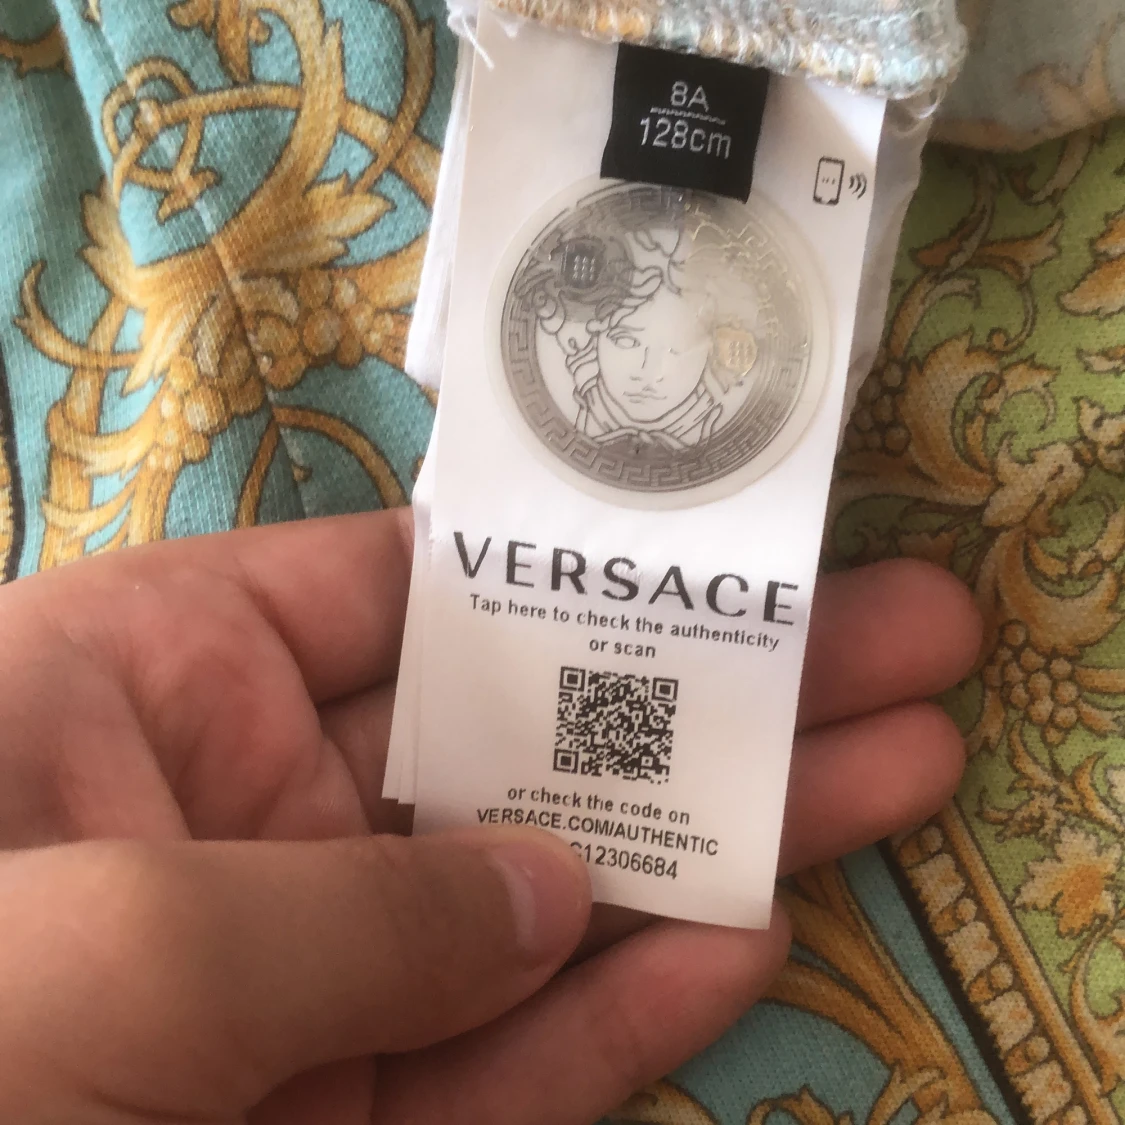 8A
128cm
VERSACE
Tap here to check the authenticity
or scan
or check the code on
VERSACE.COM/AUTHENTIC
12306684